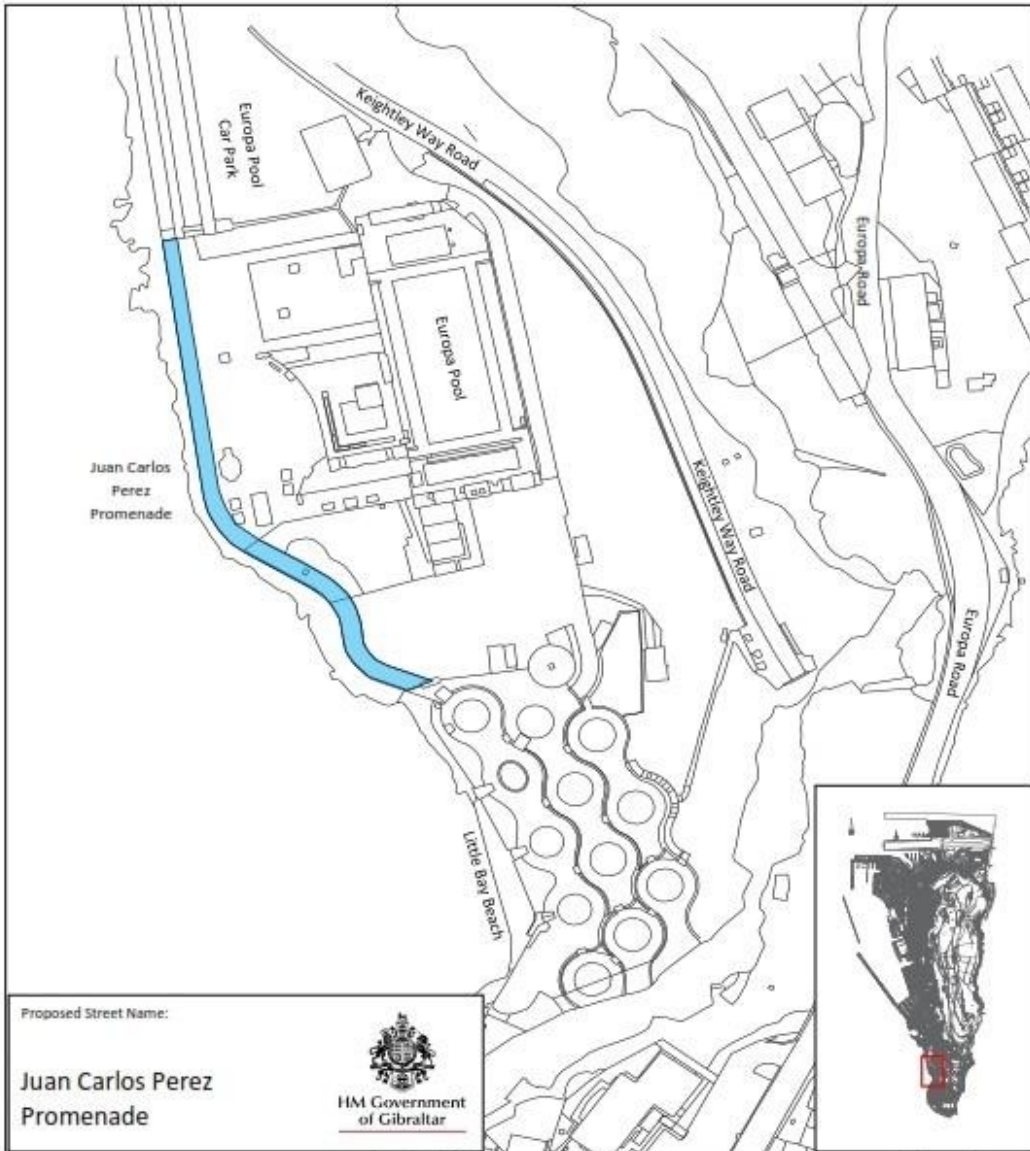 Europa Pool
Car Park
Keightley Way Road
Europa Road
Europa Pool
Juan Carlos
Perez
Promenade
Keightley Way Road
Europa Road
Little Bay Beach
Proposed Street Name:
Juan Carlos Perez
Promenade
HM Government
of Gibraltar